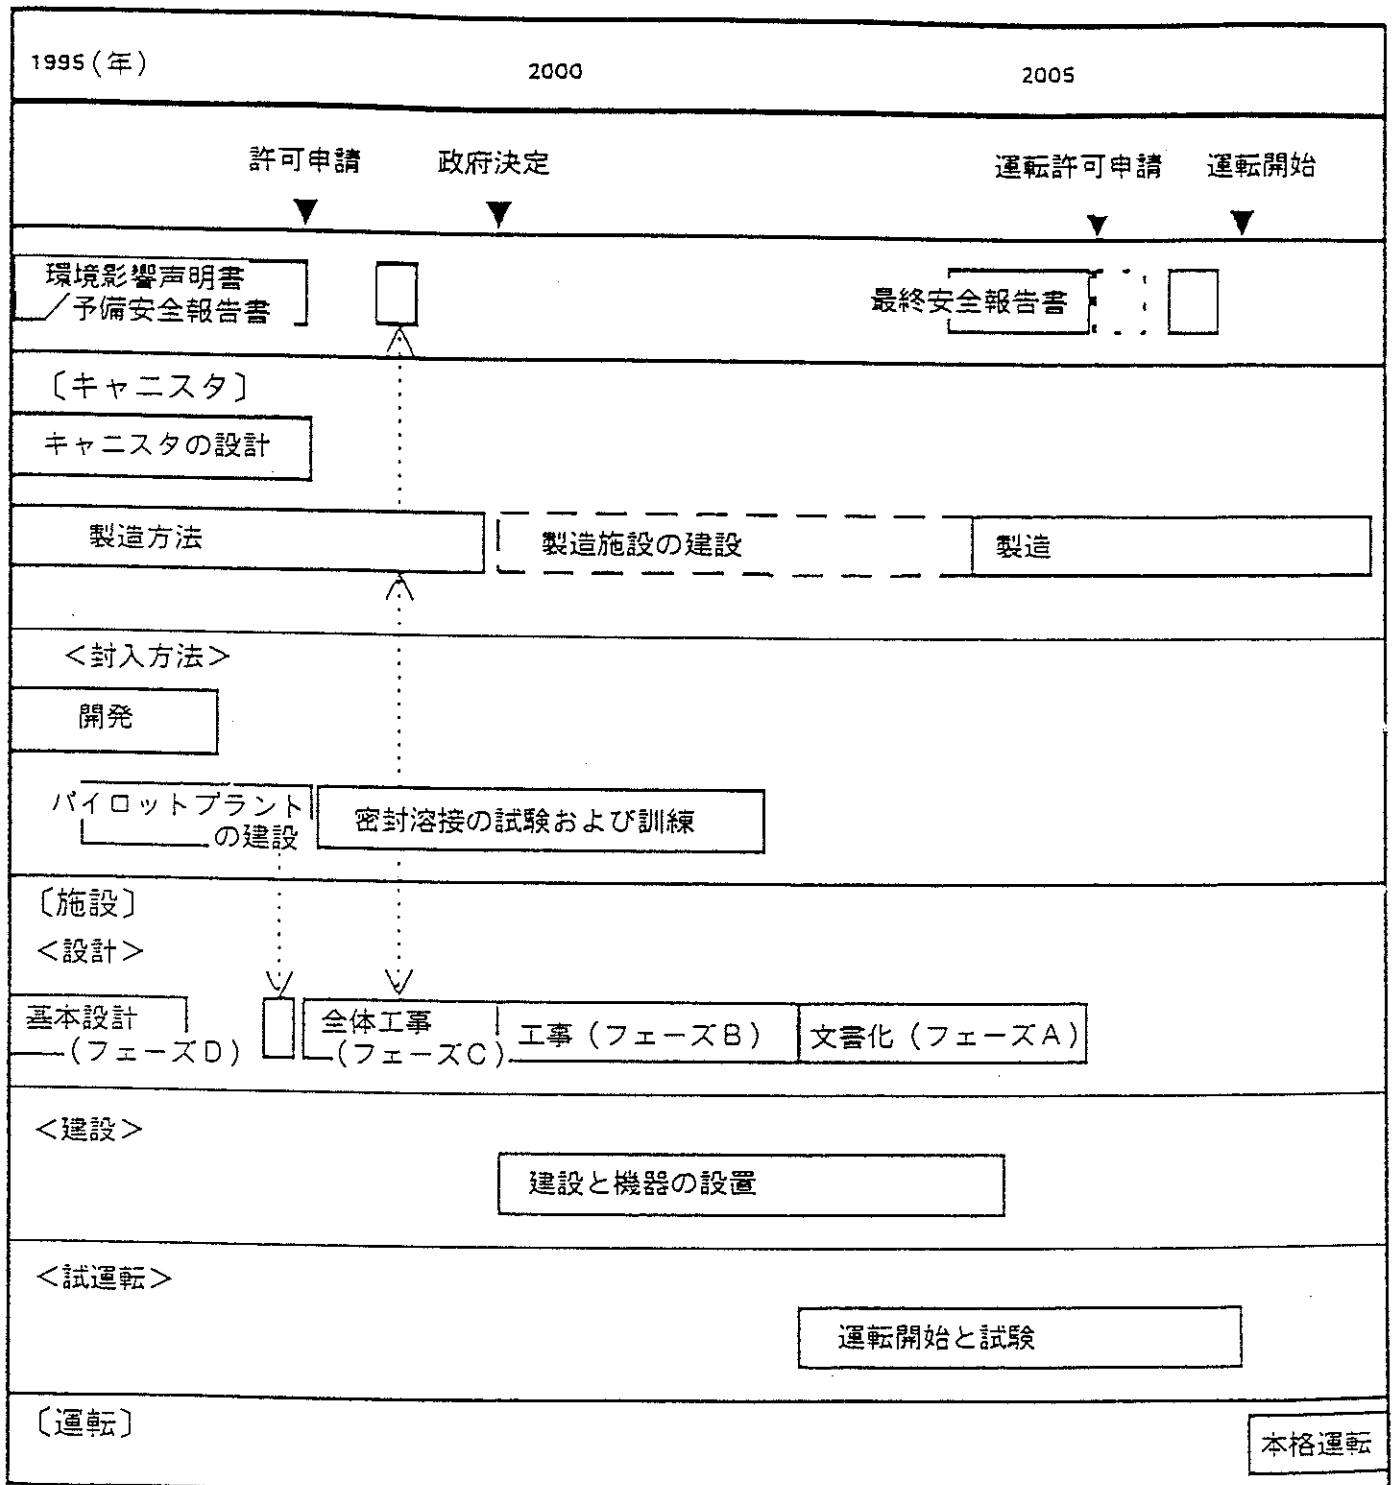 1995(年) 2000 2005
許可申請 政府決定 運転許可申請 運転開始
環境影響声明書
/予備安全報告書
最終安全報告書
〔キャニスタ〕
キャニスタの設計
製造方法 製造施設の建設 製造
<封入方法>
開発
パイロットプラント
の建設
密封溶接の試験および訓練
〔施設〕
<設計>
基本設計
(フェーズD)
全体工事
(フェーズC)
工事(フェーズB) 文書化(フェーズA)
<建設>
建設と機器の設置
<試運転>
運転開始と試験
〔運転〕
本格運転